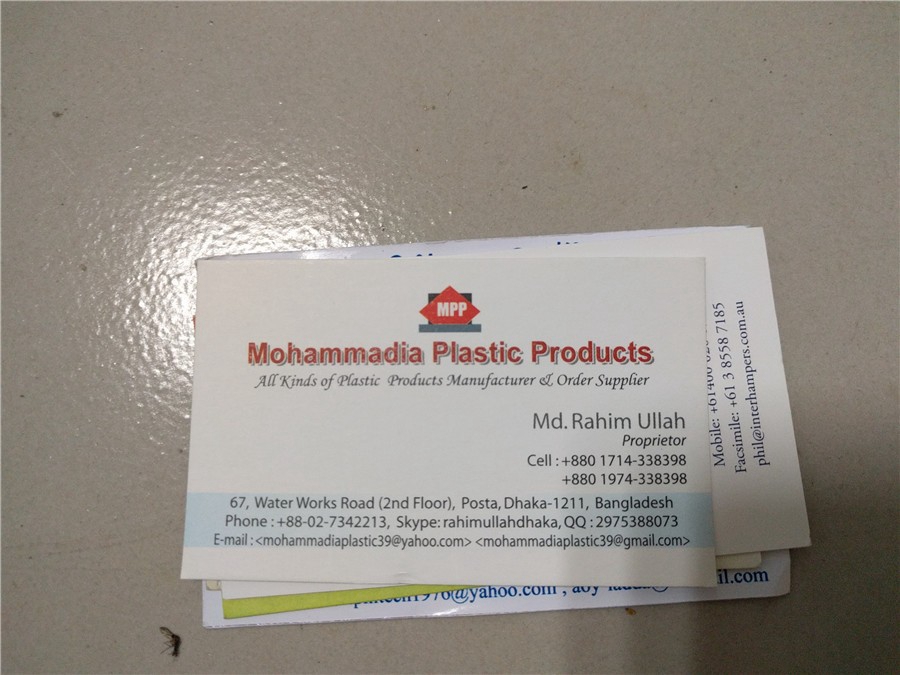 MPP
Mohammadia Plastic Products
All Kinds of Plastic Products Manufacturer & Order Supplier
Md. Rahim Ullah
Proprietor
Cell : +880 1714-338398
+880 1974-338398
67, Water Works Road (2nd Floor), Posta, Dhaka-1211, Bangladesh
Phone : +88-02-7342213, Skype: rahimullahdhaka, QQ : 2975388073
E-mail : <mohammadiaplastic39@yahoo.com> <mohammadiaplastic39@gmail.com>
Mobile: +61400
Facsimile: +61 3 8558 7185
phil@interhampers.com.au